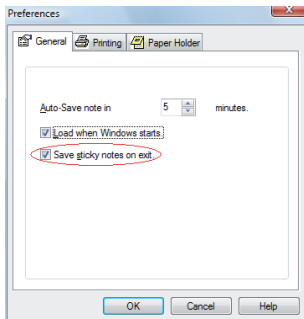 Preferences
General Printing Paper Holder
Auto-Save note in 5 minutes.
Load when Windows starts
Save sticky notes on exit
OK Cancel Help